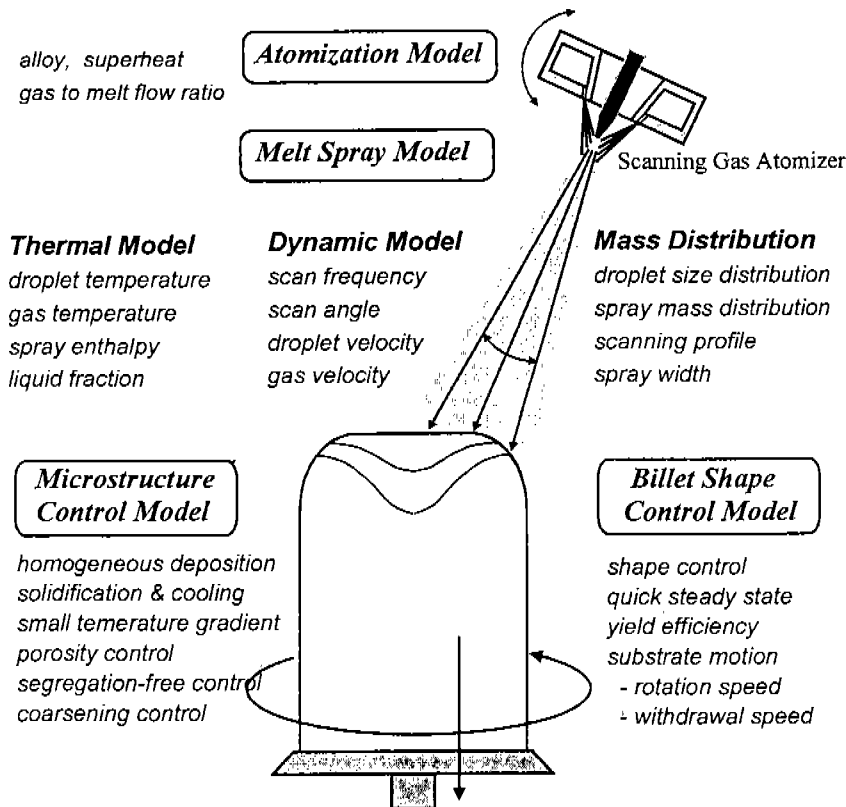 alloy, superheat
gas to melt flow ratio
Atomization Model
Melt Spray Model
Scanning Gas Atomizer
Thermal Model
droplet temperature
gas temperature
spray enthalpy
liquid fraction
Dynamic Model
scan frequency
scan angle
droplet velocity
gas velocity
Mass Distribution
droplet size distribution
spray mass distribution
scanning profile
spray width
Microstructure
Control Model
homogeneous deposition
solidification & cooling
small temerature gradient
porosity control
segregation-free control
coarsening control
Billet Shape
Control Model
shape control
quick steady state
yield efficiency
substrate motion
- rotation speed
- withdrawal speed